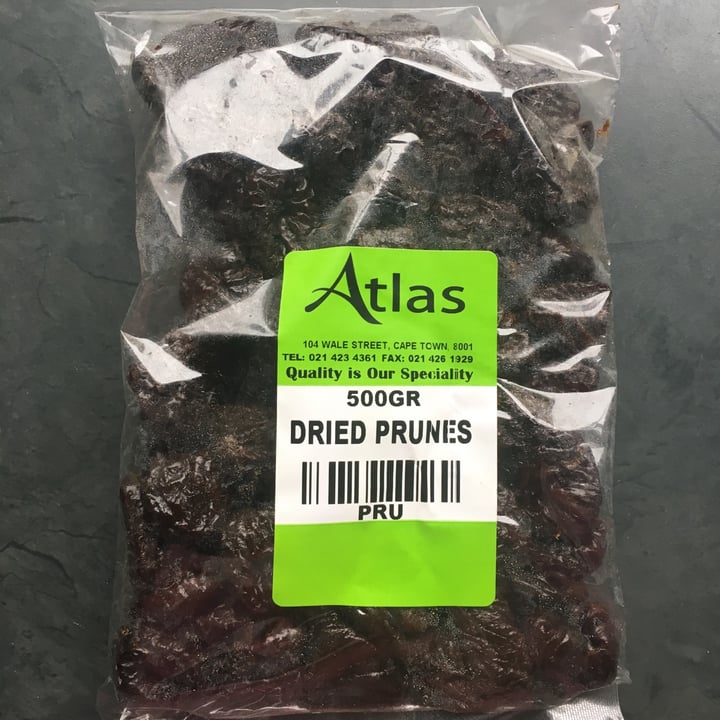 Atlas
104 WALE STREET, CAPE TOWN, 8001
TEL: 021 423 4361 FAX: 021 426 1929
Quality is Our Speciality
500GR
DRIED PRUNES
PRU